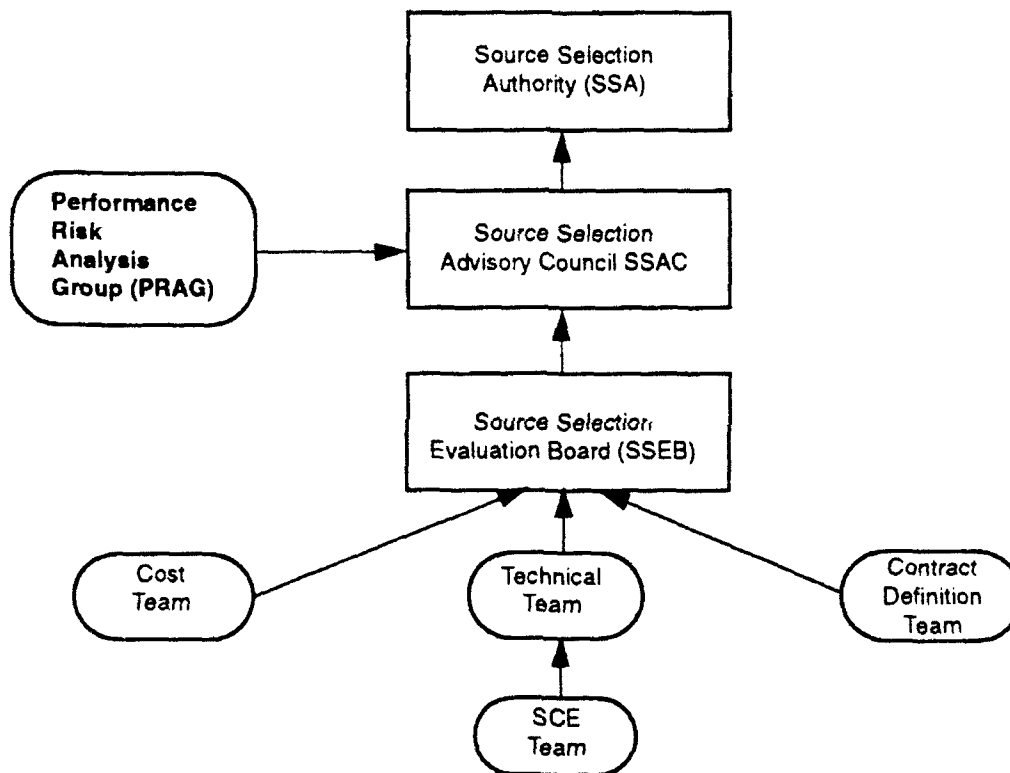 Source Selection
Authority (SSA)
Performance
Risk
Analysis
Group (PRAG)
Source Selection
Advisory Council SSAC
Source Selection
Evaluation Board (SSEB)
Cost
Team
Technical
Team
Contract
Definition
Team
SCE
Team